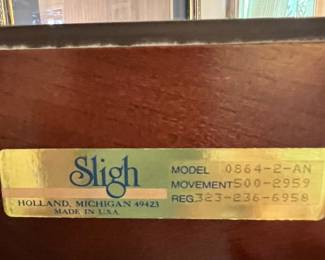 Sligh
HOLLAND, MICHIGAN 49423
MADE IN U.S.A.
MODEL 0864-2-AN
MOVEMENT 500-2959
REG. 323-236-6958